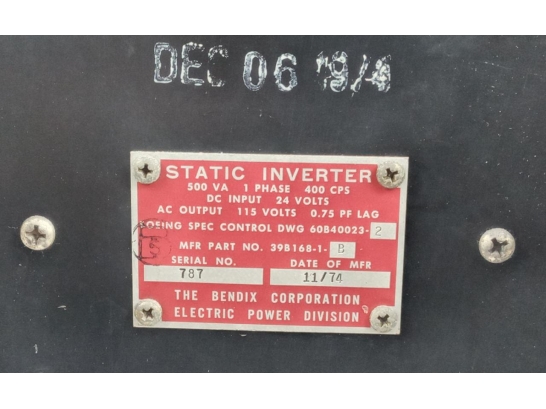 DEC 06 1974
STATIC INVERTER
500 VA 1 PHASE 400 CPS
DC INPUT 24 VOLTS
AC OUTPUT 115 VOLTS 0.75 PF LAG
BOEING SPEC CONTROL DWG 60B40023-2
MFR PART NO. 39B168-1-B
SERIAL NO. DATE OF MFR
787 11/74
THE BENDIX CORPORATION
ELECTRIC POWER DIVISION